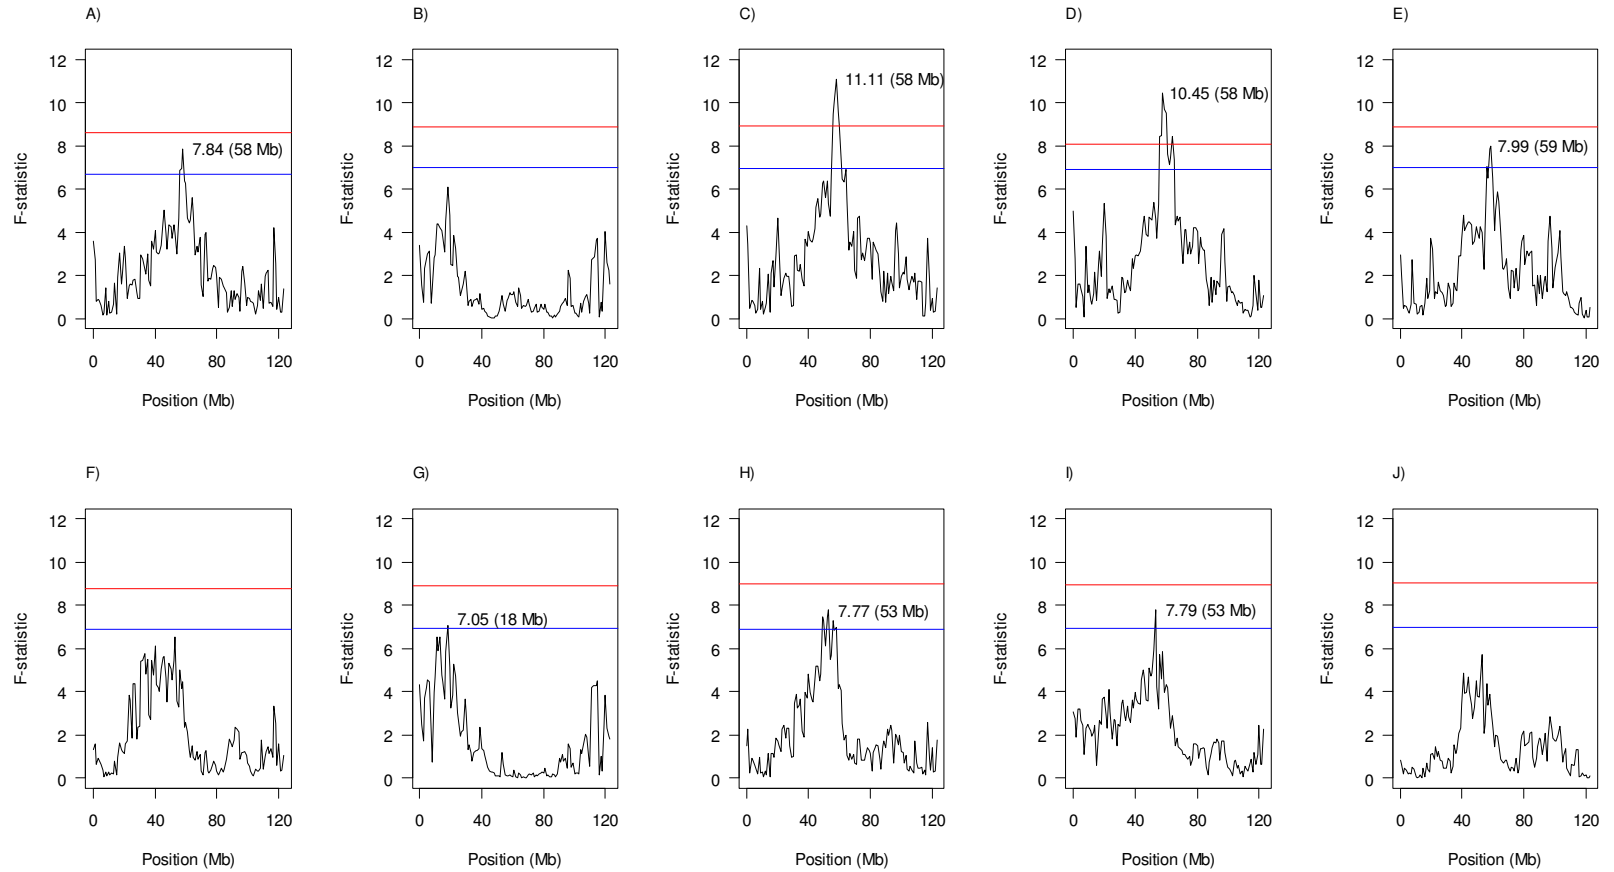 A)
12
10
8
6
4
2
0
F-statistic
7.84 (58 Mb)
0 40 80 120
Position (Mb)
B)
12
10
8
6
4
2
0
F-statistic
0 40 80 120
Position (Mb)
C)
12
10
8
6
4
2
0
F-statistic
11.11 (58 Mb)
0 40 80 120
Position (Mb)
D)
12
10
8
6
4
2
0
F-statistic
10.45 (58 Mb)
0 40 80 120
Position (Mb)
E)
12
10
8
6
4
2
0
F-statistic
7.99 (59 Mb)
0 40 80 120
Position (Mb)
F)
12
10
8
6
4
2
0
F-statistic
0 40 80 120
Position (Mb)
G)
12
10
8
6
4
2
0
F-statistic
7.05 (18 Mb)
0 40 80 120
Position (Mb)
H)
12
10
8
6
4
2
0
F-statistic
7.77 (53 Mb)
0 40 80 120
Position (Mb)
I)
12
10
8
6
4
2
0
F-statistic
7.79 (53 Mb)
0 40 80 120
Position (Mb)
J)
12
10
8
6
4
2
0
F-statistic
0 40 80 120
Position (Mb)